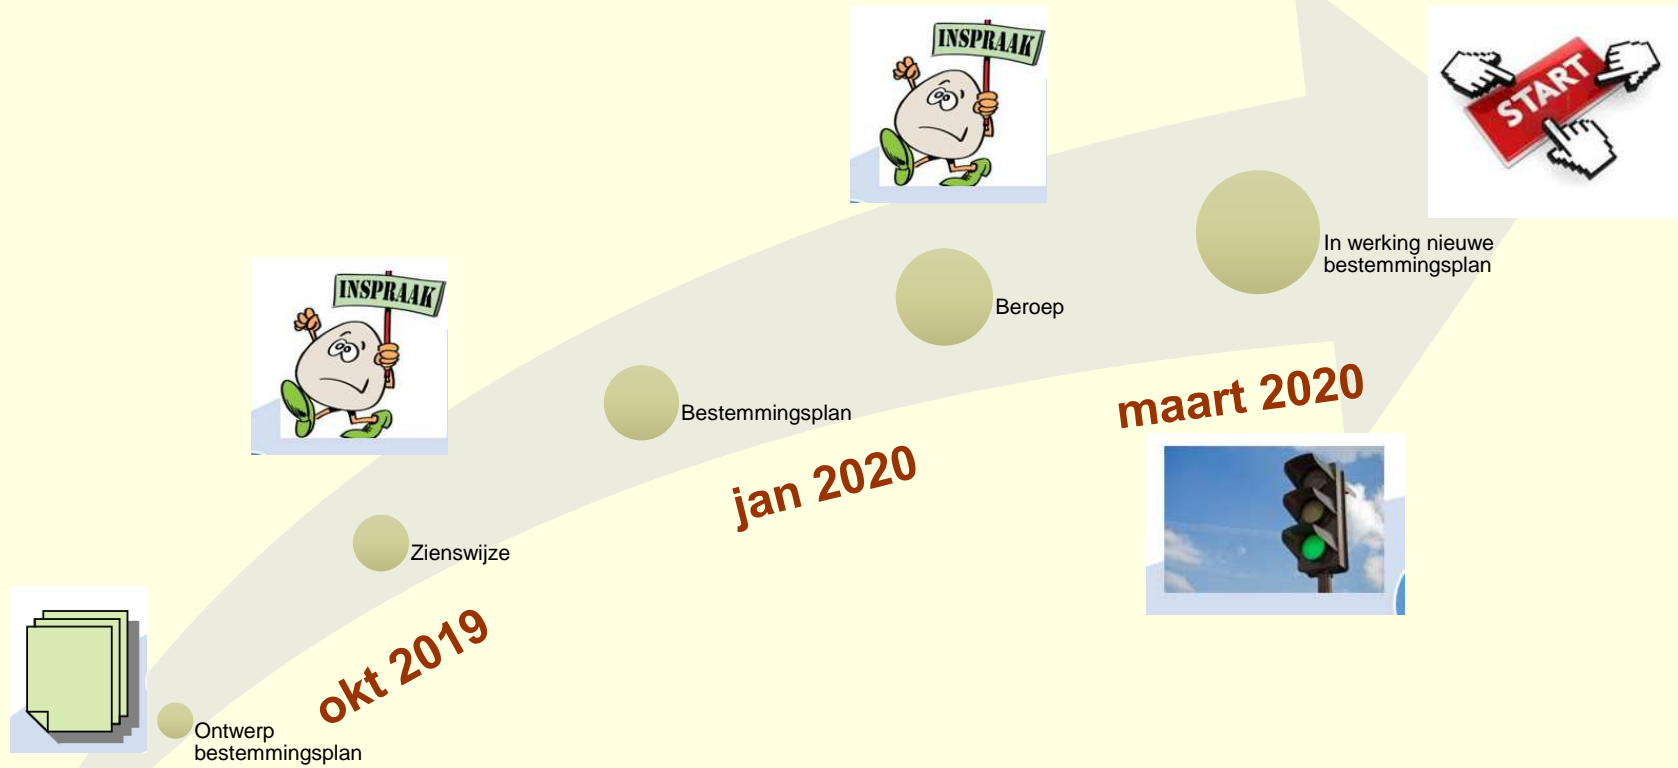 INSPRAAK
START
In werking nieuwe
bestemmingsplan
Beroep
INSPRAAK
maart 2020
Bestemmingsplan
jan 2020
Zienswijze
okt 2019
Ontwerp
bestemmingsplan